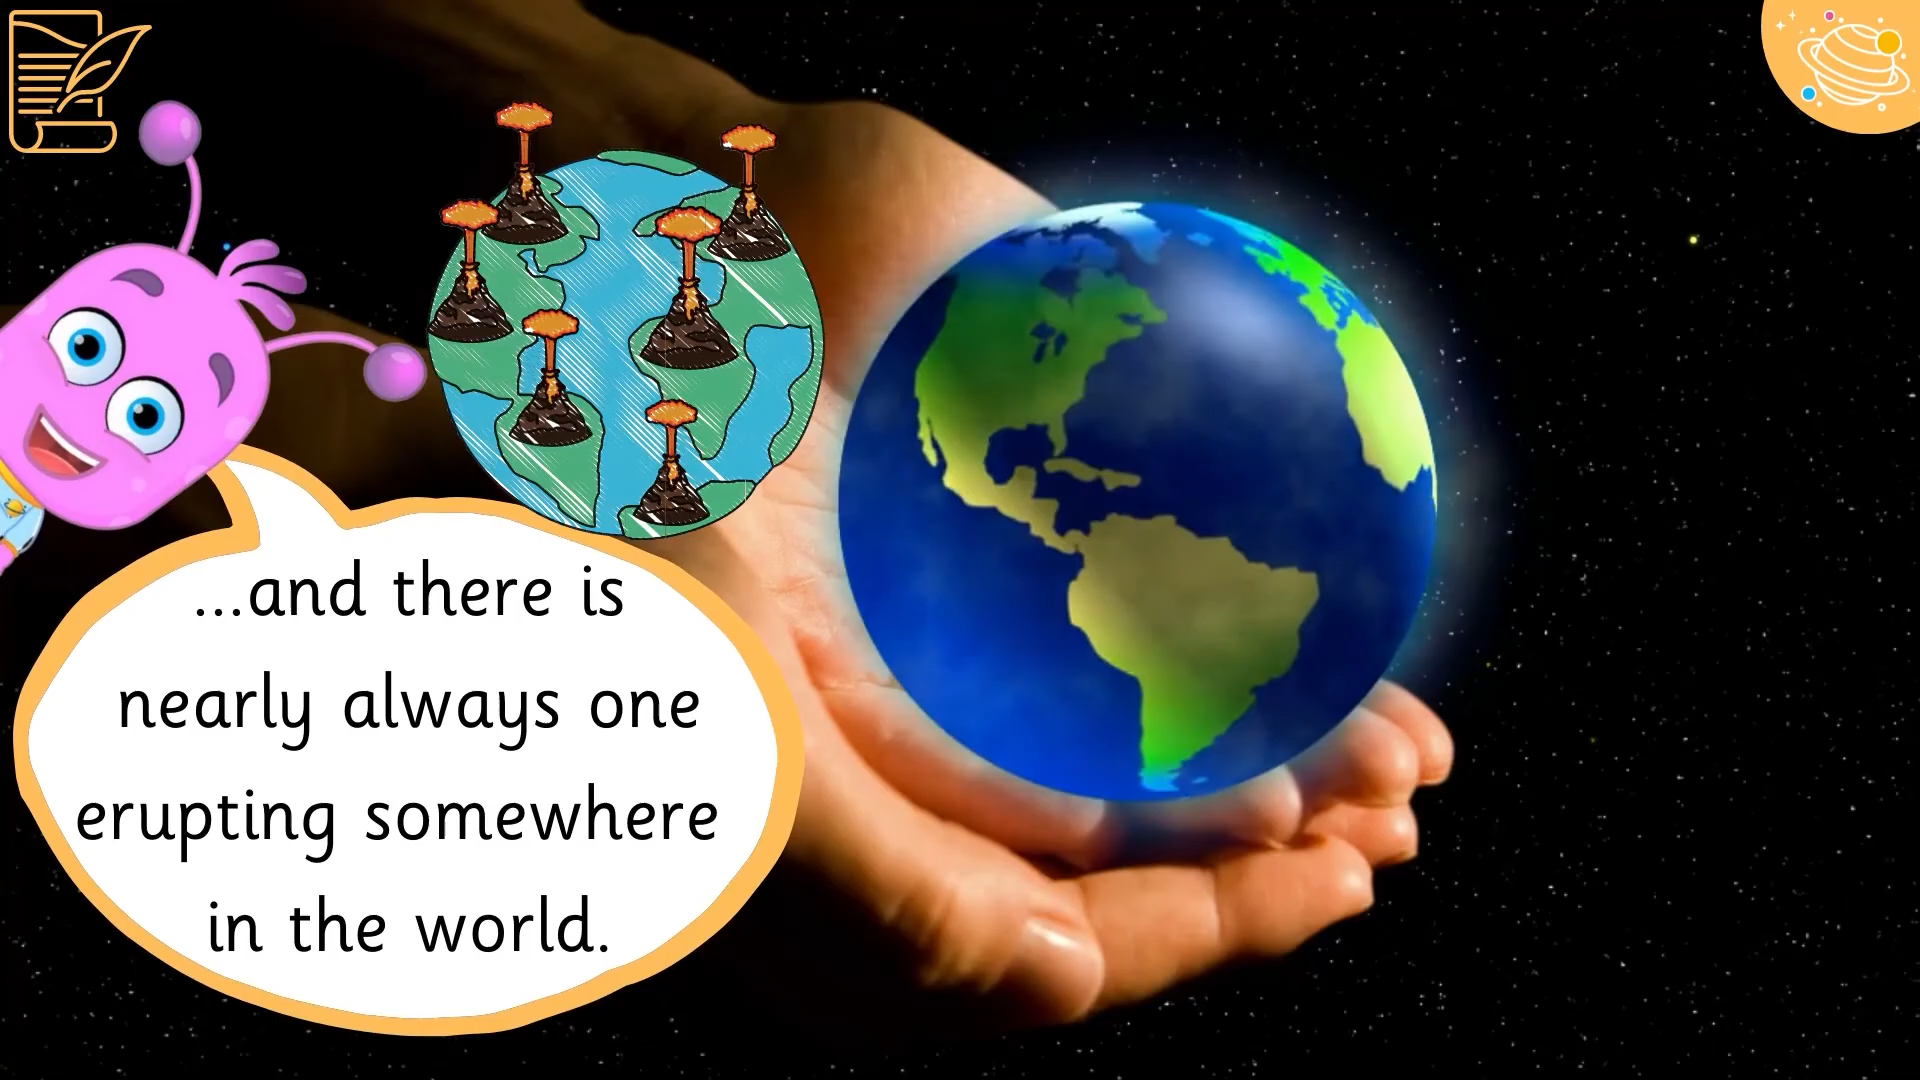 ...and there is
nearly always one
erupting somewhere
in the world.